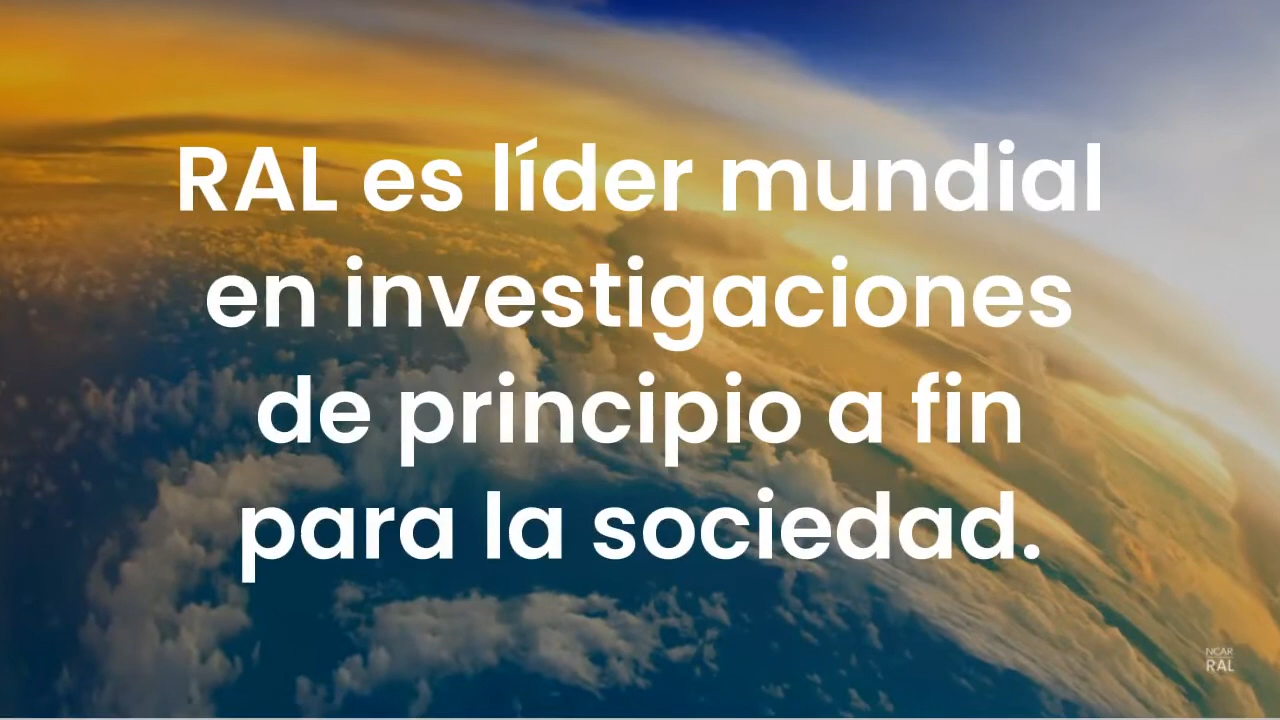 RAL es líder mundial
en investigaciones
de principio a fin
para la sociedad.
NCAR
RAL